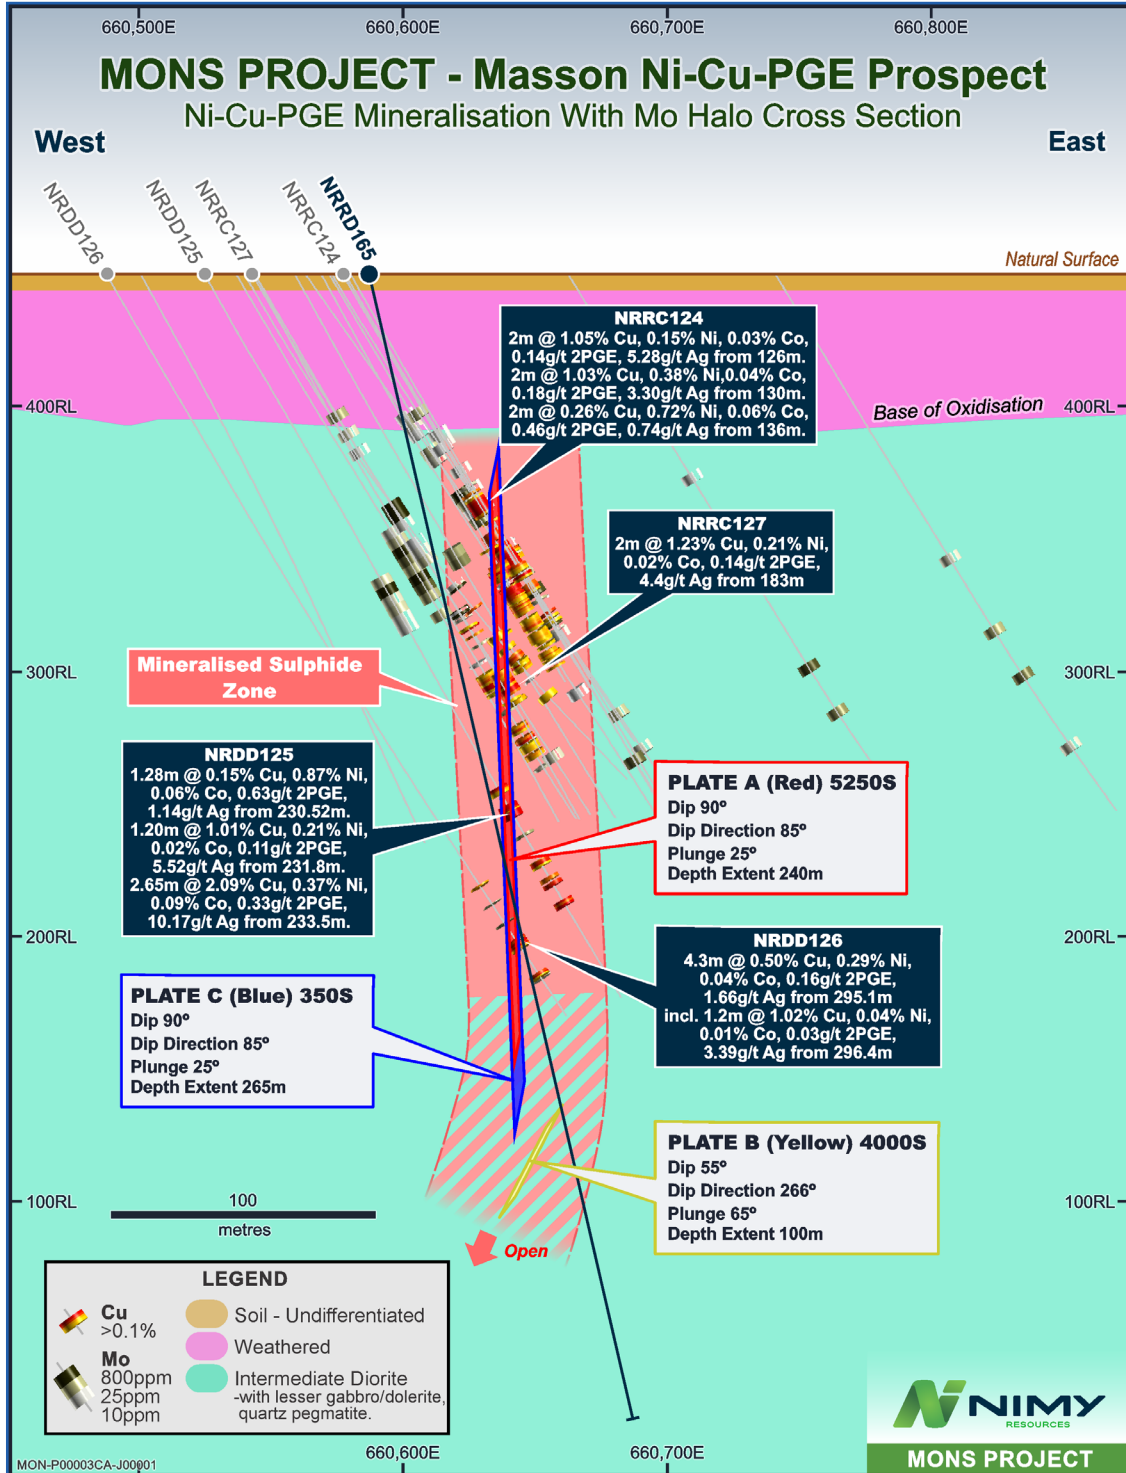 660,500E
660,600E
660,700E
660,800E
MONS PROJECT - Masson Ni-Cu-PGE Prospect
Ni-Cu-PGE Mineralisation With Mo Halo Cross Section
West
East
NRDD126
NRDD125
NRRC127
NRRC124
NRRD165
Natural Surface
NRRC124
2m @ 1.05% Cu, 0.15% Ni, 0.03% Co,
0.14g/t 2PGE, 5.28g/t Ag from 126m.
2m @ 1.03% Cu, 0.38% Ni,0.04% Co,
0.18g/t 2PGE, 3.30g/t Ag from 130m.
2m @ 0.26% Cu, 0.72% Ni, 0.06% Co,
0.46g/t 2PGE, 0.74g/t Ag from 136m.
400RL
Base of Oxidisation
400RL
NRRC127
2m @ 1.23% Cu, 0.21% Ni,
0.02% Co, 0.14g/t 2PGE,
4.4g/t Ag from 183m
Mineralised Sulphide
Zone
300RL
300RL
NRDD125
1.28m @ 0.15% Cu, 0.87% Ni,
0.06% Co, 0.63g/t 2PGE,
1.14g/t Ag from 230.52m.
1.20m @ 1.01% Cu, 0.21% Ni,
0.02% Co, 0.11g/t 2PGE,
5.52g/t Ag from 231.8m.
2.65m @ 2.09% Cu, 0.37% Ni,
0.09% Co, 0.33g/t 2PGE,
10.17g/t Ag from 233.5m.
PLATE A (Red) 5250S
Dip 90º
Dip Direction 85º
Plunge 25º
Depth Extent 240m
200RL
200RL
NRDD126
4.3m @ 0.50% Cu, 0.29% Ni,
0.04% Co, 0.16g/t 2PGE,
1.66g/t Ag from 295.1m
incl. 1.2m @ 1.02% Cu, 0.04% Ni,
0.01% Co, 0.03g/t 2PGE,
3.39g/t Ag from 296.4m
PLATE C (Blue) 350S
Dip 90º
Dip Direction 85º
Plunge 25º
Depth Extent 265m
PLATE B (Yellow) 4000S
Dip 55º
Dip Direction 266º
Plunge 65º
Depth Extent 100m
100RL
100RL
100
metres
Open
LEGEND
Cu
>0.1%
Mo
800ppm
25ppm
10ppm
Soil - Undifferentiated
Weathered
Intermediate Diorite
-with lesser gabbro/dolerite,
quartz pegmatite.
NIMY
RESOURCES
MONS PROJECT
MON-P00003CA-J00001
660,600E
660,700E